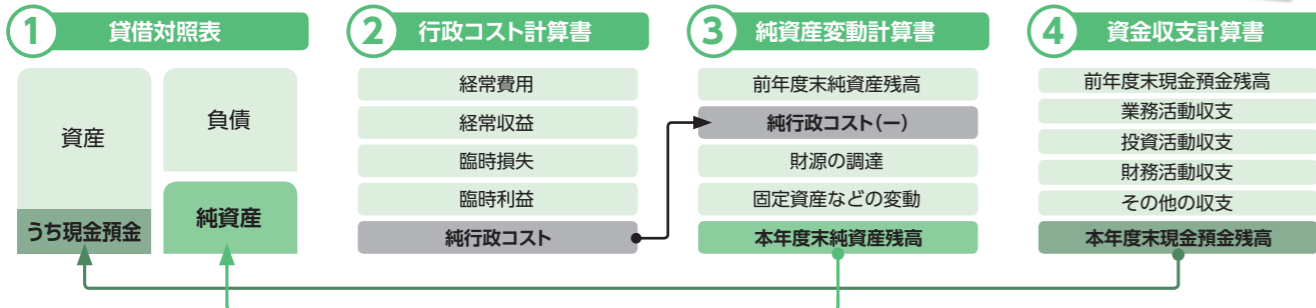 ① 貸借対照表
資産
うち現金預金
負債
純資産
② 行政コスト計算書
経常費用
経常収益
臨時損失
臨時利益
純行政コスト
③ 純資産変動計算書
前年度末純資産残高
純行政コスト(ー)
財源の調達
固定資産などの変動
本年度末純資産残高
④ 資金収支計算書
前年度末現金預金残高
業務活動収支
投資活動収支
財務活動収支
その他の収支
本年度末現金預金残高